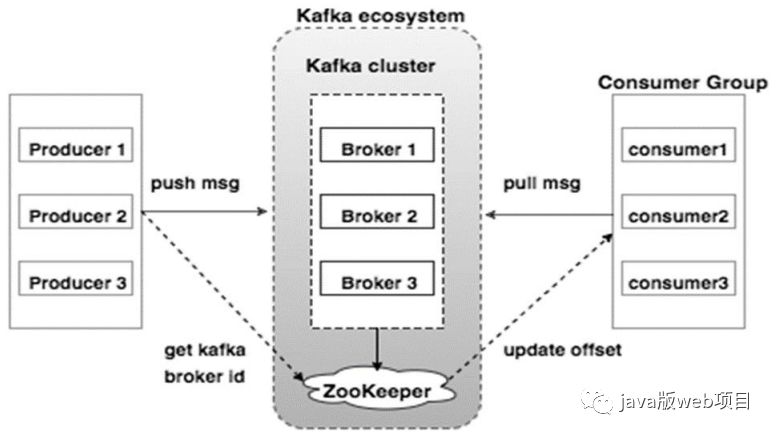 Kafka ecosystem
Kafka cluster
Consumer Group
Producer 1
Broker 1
consumer1
push msg
pull msg
Producer 2
Broker 2
consumer2
Producer 3
Broker 3
consumer3
get kafka
broker id
update offset
ZooKeeper
java版web项目